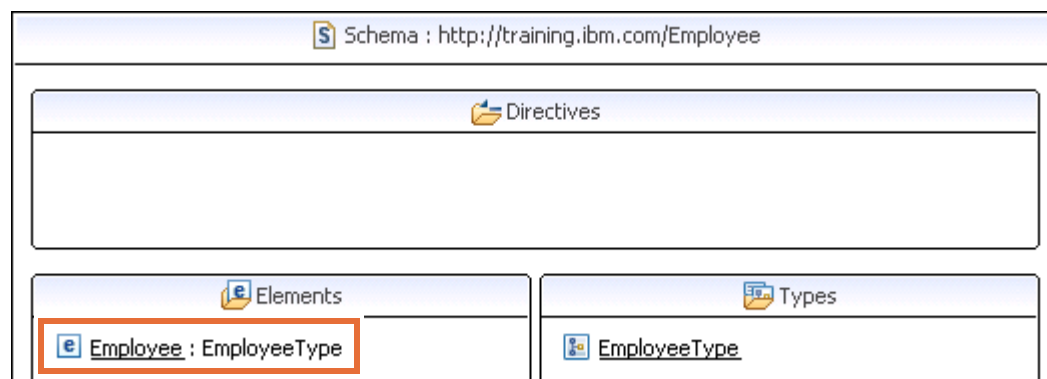 Schema : http://training.ibm.com/Employee
Directives
Elements
Types
Employee : EmployeeType
EmployeeType